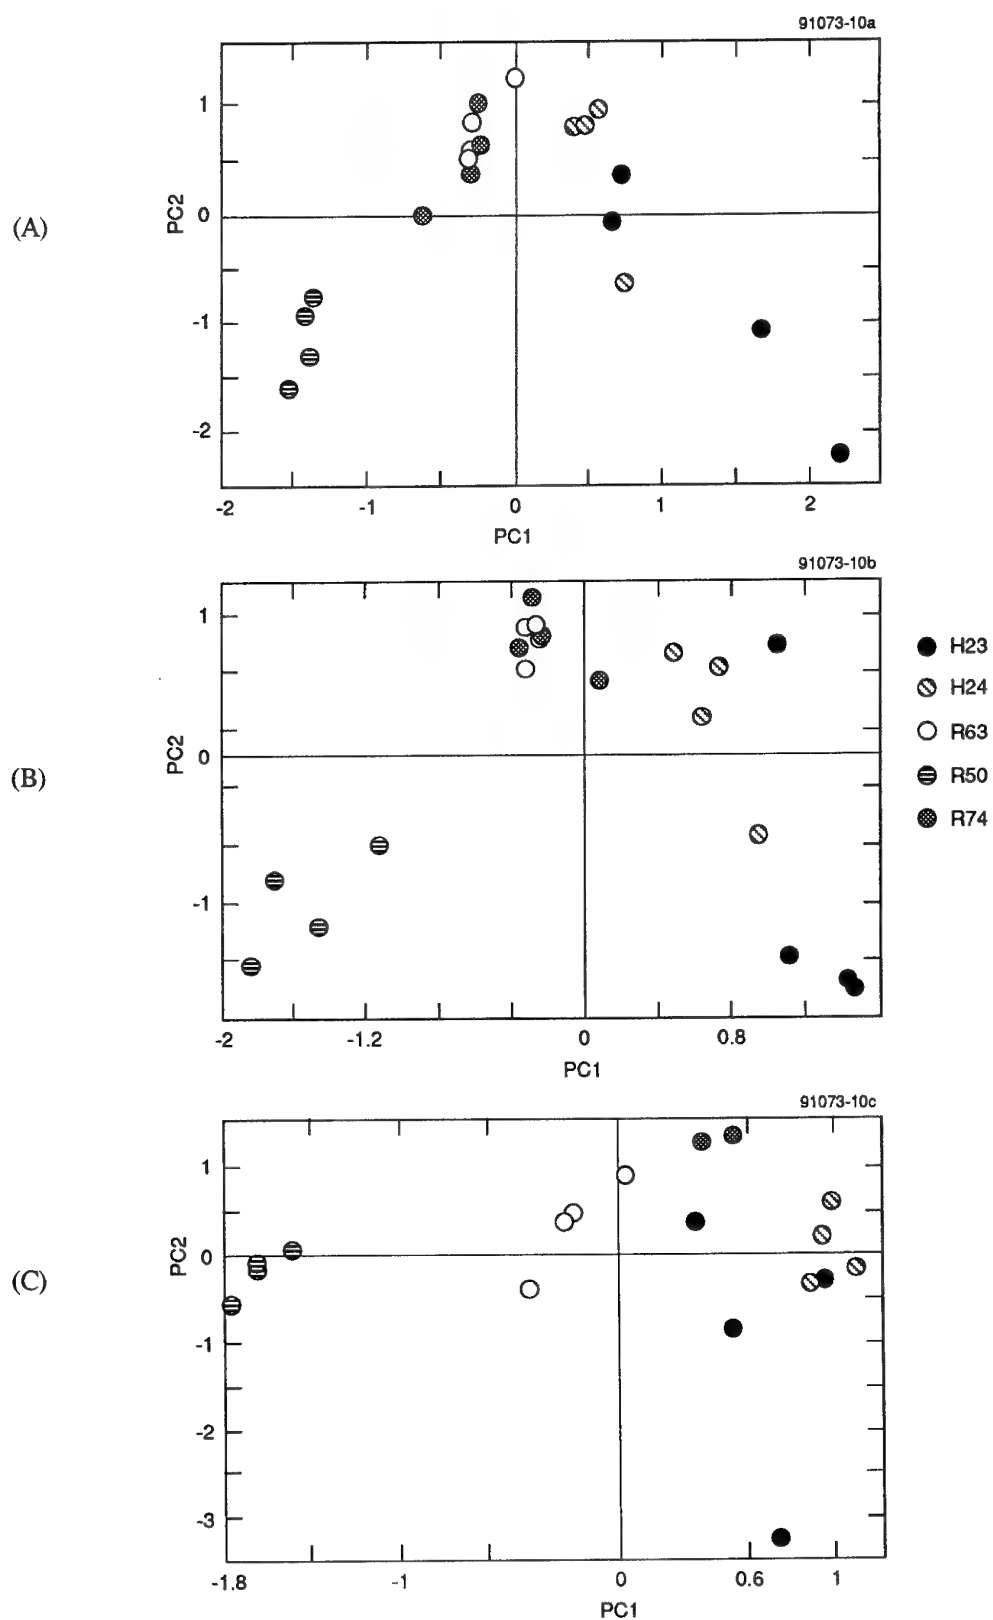 91073-10a
1
0
-1
-2
PC2
(A)
-2 -1 0 1 2
PC1
91073-10b
1
0
-1
PC2
(B)
-2 -1.2 0 0.8
PC1
H23
H24
R63
R50
R74
91073-10c
1
0
-1
-2
-3
PC2
(C)
-1.8 -1 0 0.6 1
PC1